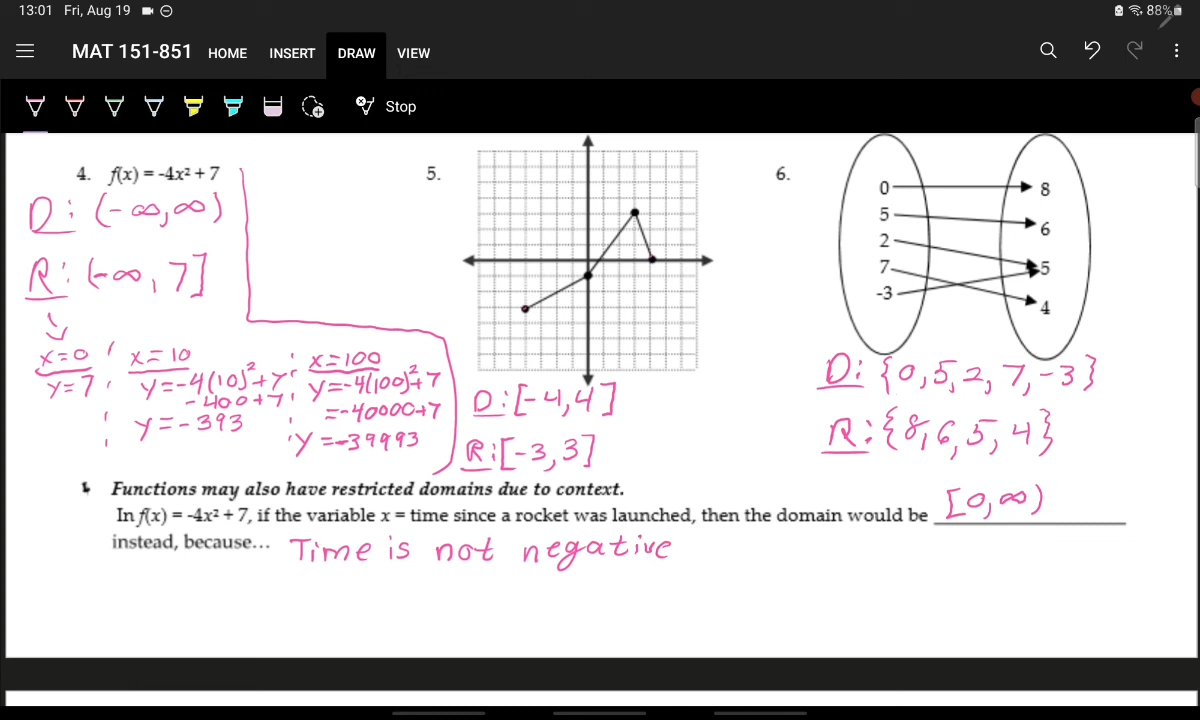 13:01 Fri, Aug 19 88%
MAT 151-851 HOME INSERT DRAW VIEW
Stop
4. f(x) = -4x² + 7
D: (-∞,∞)
R: (-∞, 7]
x=0
y=7
x=10
y=-4(10)²+7
-400+7
y=-393
x=100
y=-4(100)²+7
=-40000+7
y=-39993
5.
D:[-4,4]
R:[-3,3]
6.
0 8
5 6
2 5
7 4
-3
D: {0,5,2,7,-3}
R: {8,6,5,4}
Functions may also have restricted domains due to context.
In f(x) = -4x² + 7, if the variable x = time since a rocket was launched, then the domain would be [0,∞)
instead, because... Time is not negative